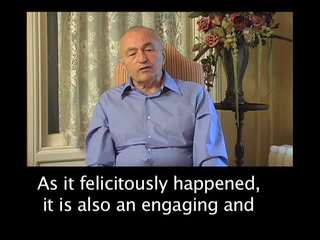 As it felicitously happened,
it is also an engaging and